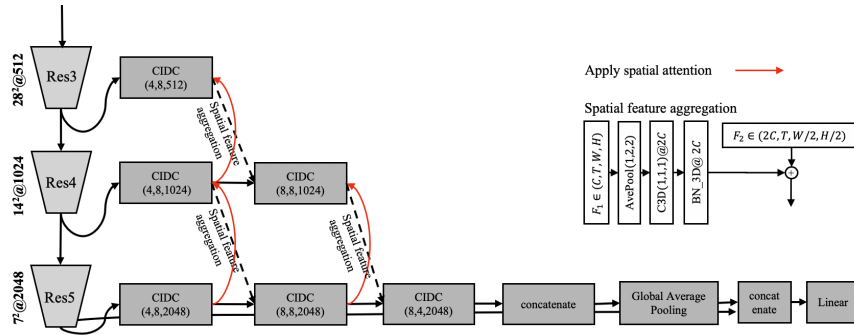 28²@512
Res3
CIDC
(4,8,512)
Spatial feature
aggregation
14²@1024
Res4
CIDC
(4,8,1024)
CIDC
(8,8,1024)
Spatial feature
aggregation
Spatial feature
aggregation
7²@2048
Res5
CIDC
(4,8,2048)
CIDC
(8,8,2048)
CIDC
(8,4,2048)
concatenate
Global Average
Pooling
concat
enate
Linear
Apply spatial attention
Spatial feature aggregation
F₁ ∈ (C, T, W, H)
AvePool(1,2,2)
C3D(1,1,1)@2C
BN_3D@ 2C
F₂ ∈ (2C, T, W/2, H/2)
+